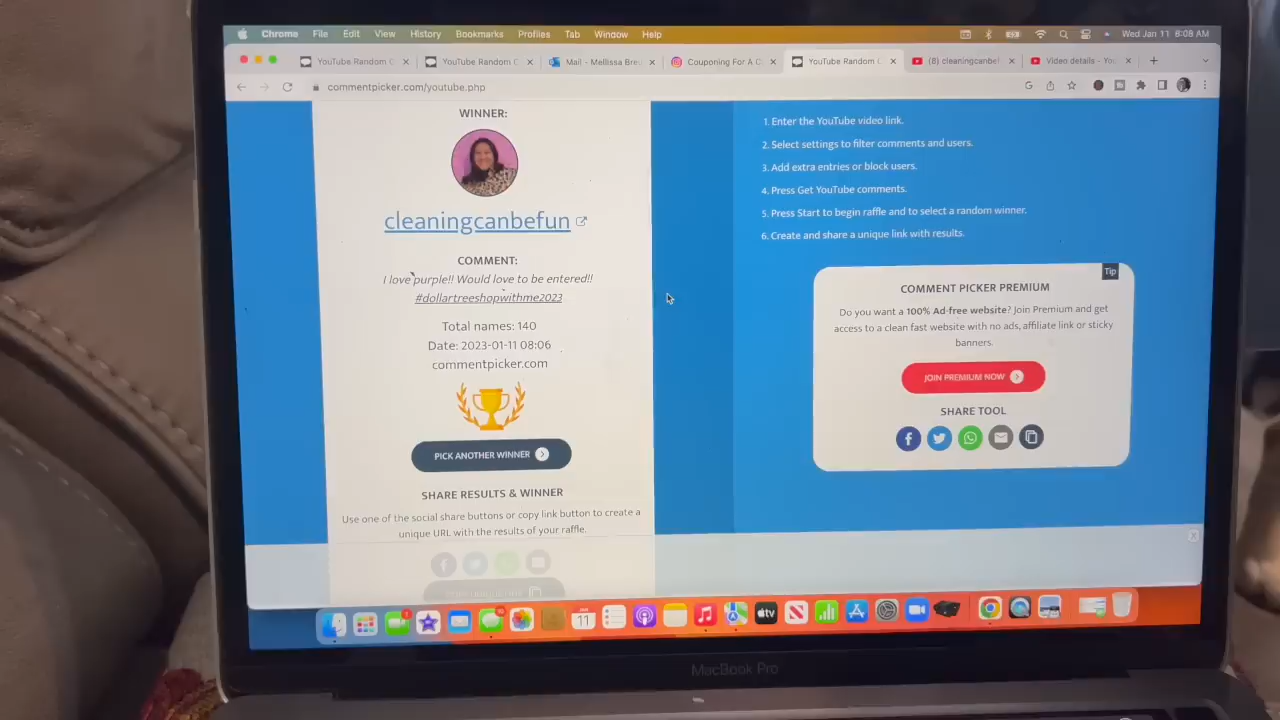 Chrome File Edit View History Bookmarks Profiles Tab Window Help
Wed Jan 11 8:08 AM
YouTube Random C
YouTube Random C
Mail - Mellissa Breu
Couponing For A C
YouTube Random C
(8) cleaningcanbef
Video details - You
commentpicker.com/youtube.php
WINNER:
cleaningcanbefun
COMMENT:
I love purple!! Would love to be entered!!
#dollartreeshopwithme2023
Total names: 140
Date: 2023-01-11 08:06
commentpicker.com
PICK ANOTHER WINNER
SHARE RESULTS & WINNER
Use one of the social share buttons or copy link button to create a
unique URL with the results of your raffle.
1. Enter the YouTube video link.
2. Select settings to filter comments and users.
3. Add extra entries or block users.
4. Press Get YouTube comments.
5. Press Start to begin raffle and to select a random winner.
6. Create and share a unique link with results.
Tip
COMMENT PICKER PREMIUM
Do you want a 100% Ad-free website? Join Premium and get
access to a clean fast website with no ads, affiliate link or sticky
banners.
JOIN PREMIUM NOW
SHARE TOOL
MacBook Pro